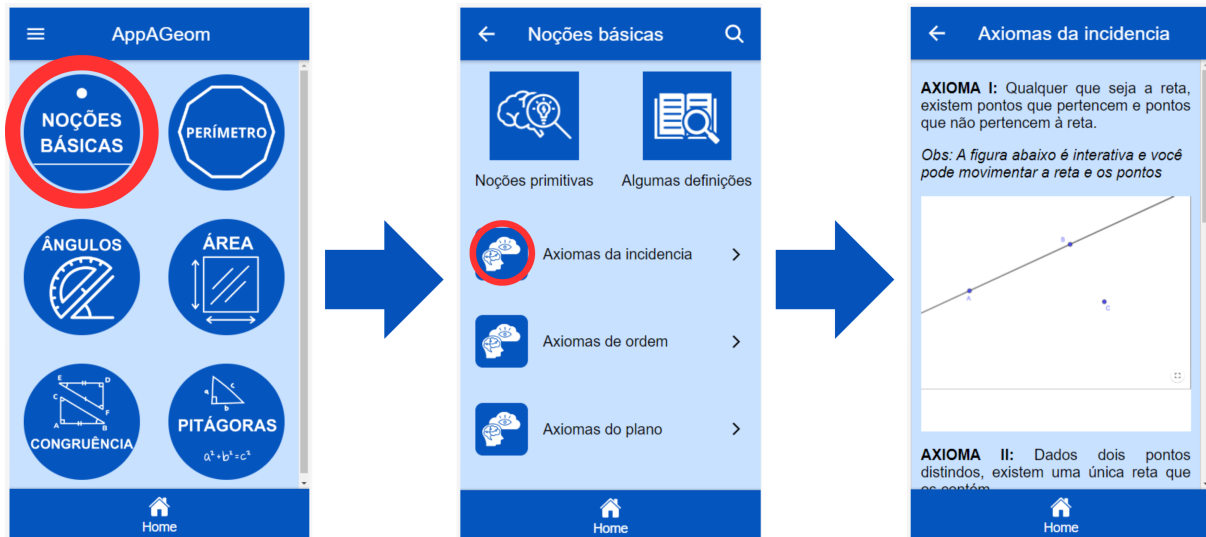 AppAGeom
NOÇÕES
BÁSICAS
PERÍMETRO
ÂNGULOS
ÁREA
E
D
C
F
A
B
CONGRUÊNCIA
a
c
b
PITÁGORAS
a²+b²=c²
Home
Noções básicas
Noções primitivas
Algumas definições
Axiomas da incidencia
Axiomas de ordem
Axiomas do plano
Home
Axiomas da incidencia
AXIOMA I: Qualquer que seja a reta,
existem pontos que pertencem e pontos
que não pertencem à reta.
Obs: A figura abaixo é interativa e você
pode movimentar a reta e os pontos
B
A
C
AXIOMA II: Dados dois pontos
distindos, existem uma única reta que
os contém
Home